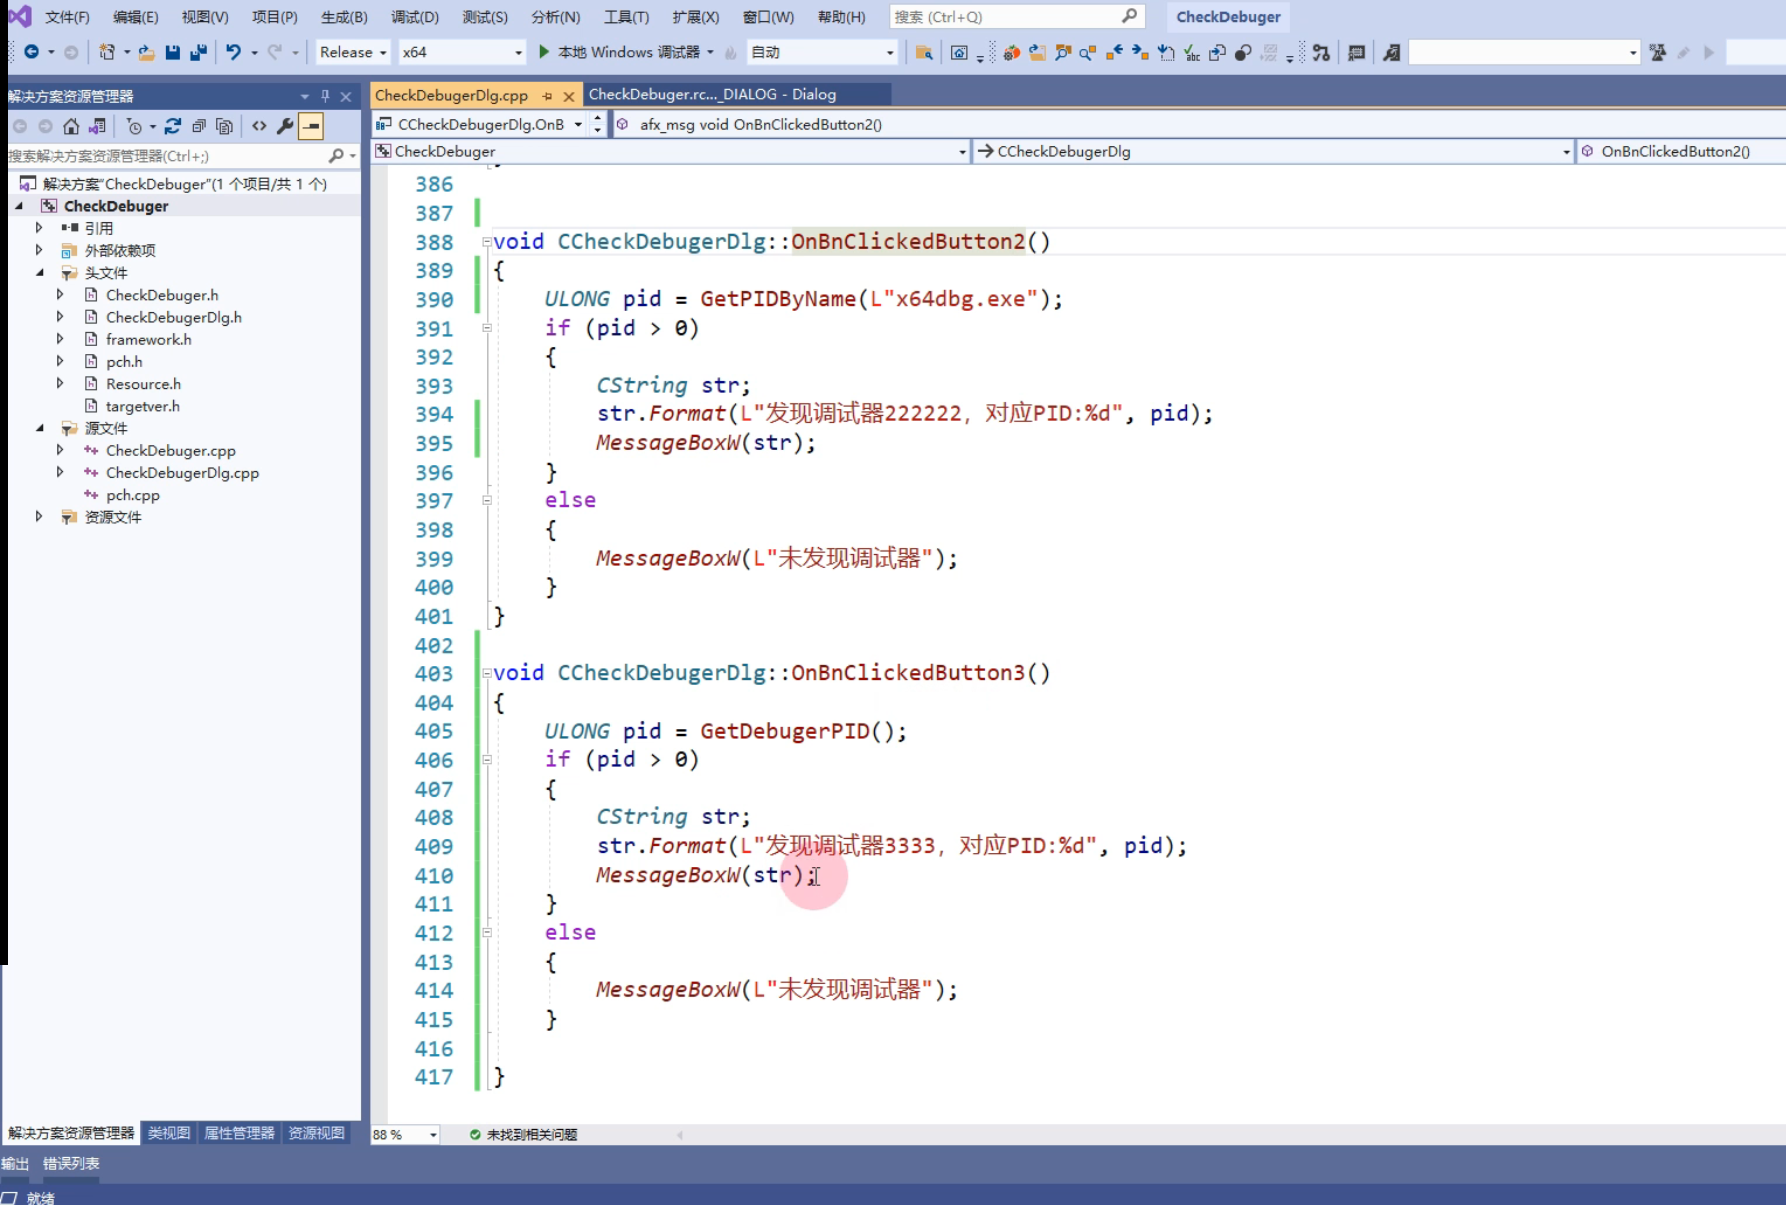 文件(F) 编辑(E) 视图(V) 项目(P) 生成(B) 调试(D) 测试(S) 分析(N) 工具(T) 扩展(X) 窗口(W) 帮助(H) 搜索 (Ctrl+Q) CheckDebuger
Release x64 本地 Windows 调试器 自动
解决方案资源管理器
CheckDebugerDlg.cpp CheckDebuger.rc..._DIALOG - Dialog
CCheckDebugerDlg.OnB afx_msg void OnBnClickedButton2()
搜索解决方案资源管理器(Ctrl+;)
CheckDebuger CCheckDebugerDlg OnBnClickedButton2()
解决方案"CheckDebuger"(1 个项目/共 1 个)
CheckDebuger
引用
外部依赖项
头文件
CheckDebuger.h
CheckDebugerDlg.h
framework.h
pch.h
Resource.h
targetver.h
源文件
CheckDebuger.cpp
CheckDebugerDlg.cpp
pch.cpp
资源文件
386
387
388 void CCheckDebugerDlg::OnBnClickedButton2()
389 {
390 ULONG pid = GetPIDByName(L"x64dbg.exe");
391 if (pid > 0)
392 {
393 CString str;
394 str.Format(L"发现调试器222222，对应PID:%d", pid);
395 MessageBoxW(str);
396 }
397 else
398 {
399 MessageBoxW(L"未发现调试器");
400 }
401 }
402
403 void CCheckDebugerDlg::OnBnClickedButton3()
404 {
405 ULONG pid = GetDebugerPID();
406 if (pid > 0)
407 {
408 CString str;
409 str.Format(L"发现调试器3333，对应PID:%d", pid);
410 MessageBoxW(str);
411 }
412 else
413 {
414 MessageBoxW(L"未发现调试器");
415 }
416
417 }
解决方案资源管理器 类视图 属性管理器 资源视图
88 % 未找到相关问题
输出 错误列表
就绪